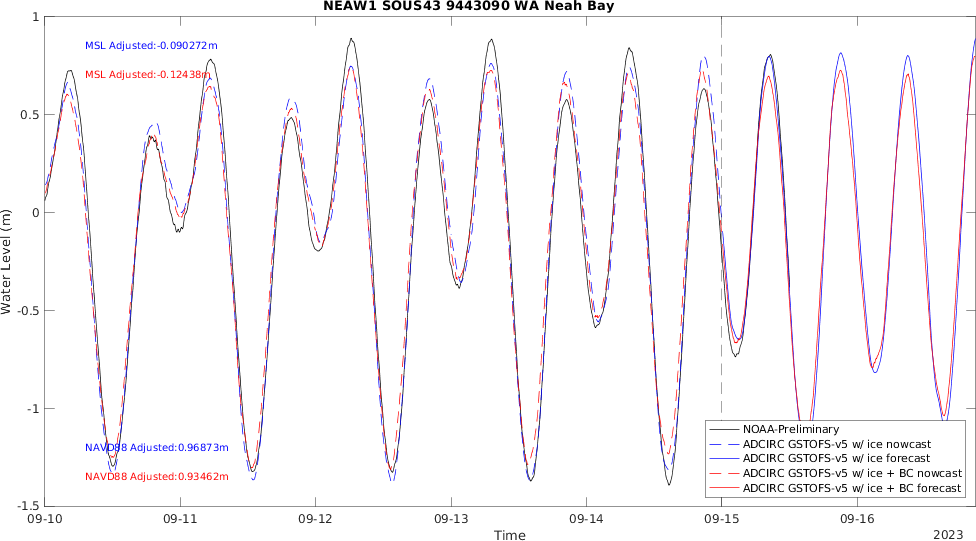 NEAW1 SOUS43 9443090 WA Neah Bay
MSL Adjusted:-0.090272m
MSL Adjusted:-0.12438m
NAVD88 Adjusted:0.96873m
NAVD88 Adjusted:0.93462m
Water Level (m)
1
0.5
0
-0.5
-1
-1.5
NOAA-Preliminary
ADCIRC GSTOFS-v5 w/ ice nowcast
ADCIRC GSTOFS-v5 w/ ice forecast
ADCIRC GSTOFS-v5 w/ice + BC nowcast
ADCIRC GSTOFS-v5 w/ice + BC forecast
09-10 09-11 09-12 09-13 09-14 09-15 09-16
Time
2023